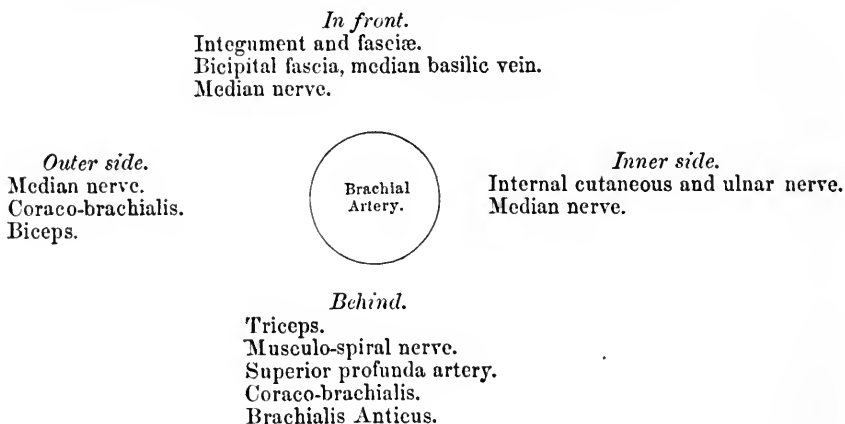 In front.
Integument and fasciæ.
Bicipital fascia, median basilic vein.
Median nerve.
Outer side.
Median nerve.
Coraco-brachialis.
Biceps.
Brachial
Artery.
Inner side.
Internal cutaneous and ulnar nerve.
Median nerve.
Behind.
Triceps.
Musculo-spiral nerve.
Superior profunda artery.
Coraco-brachialis.
Brachialis Anticus.